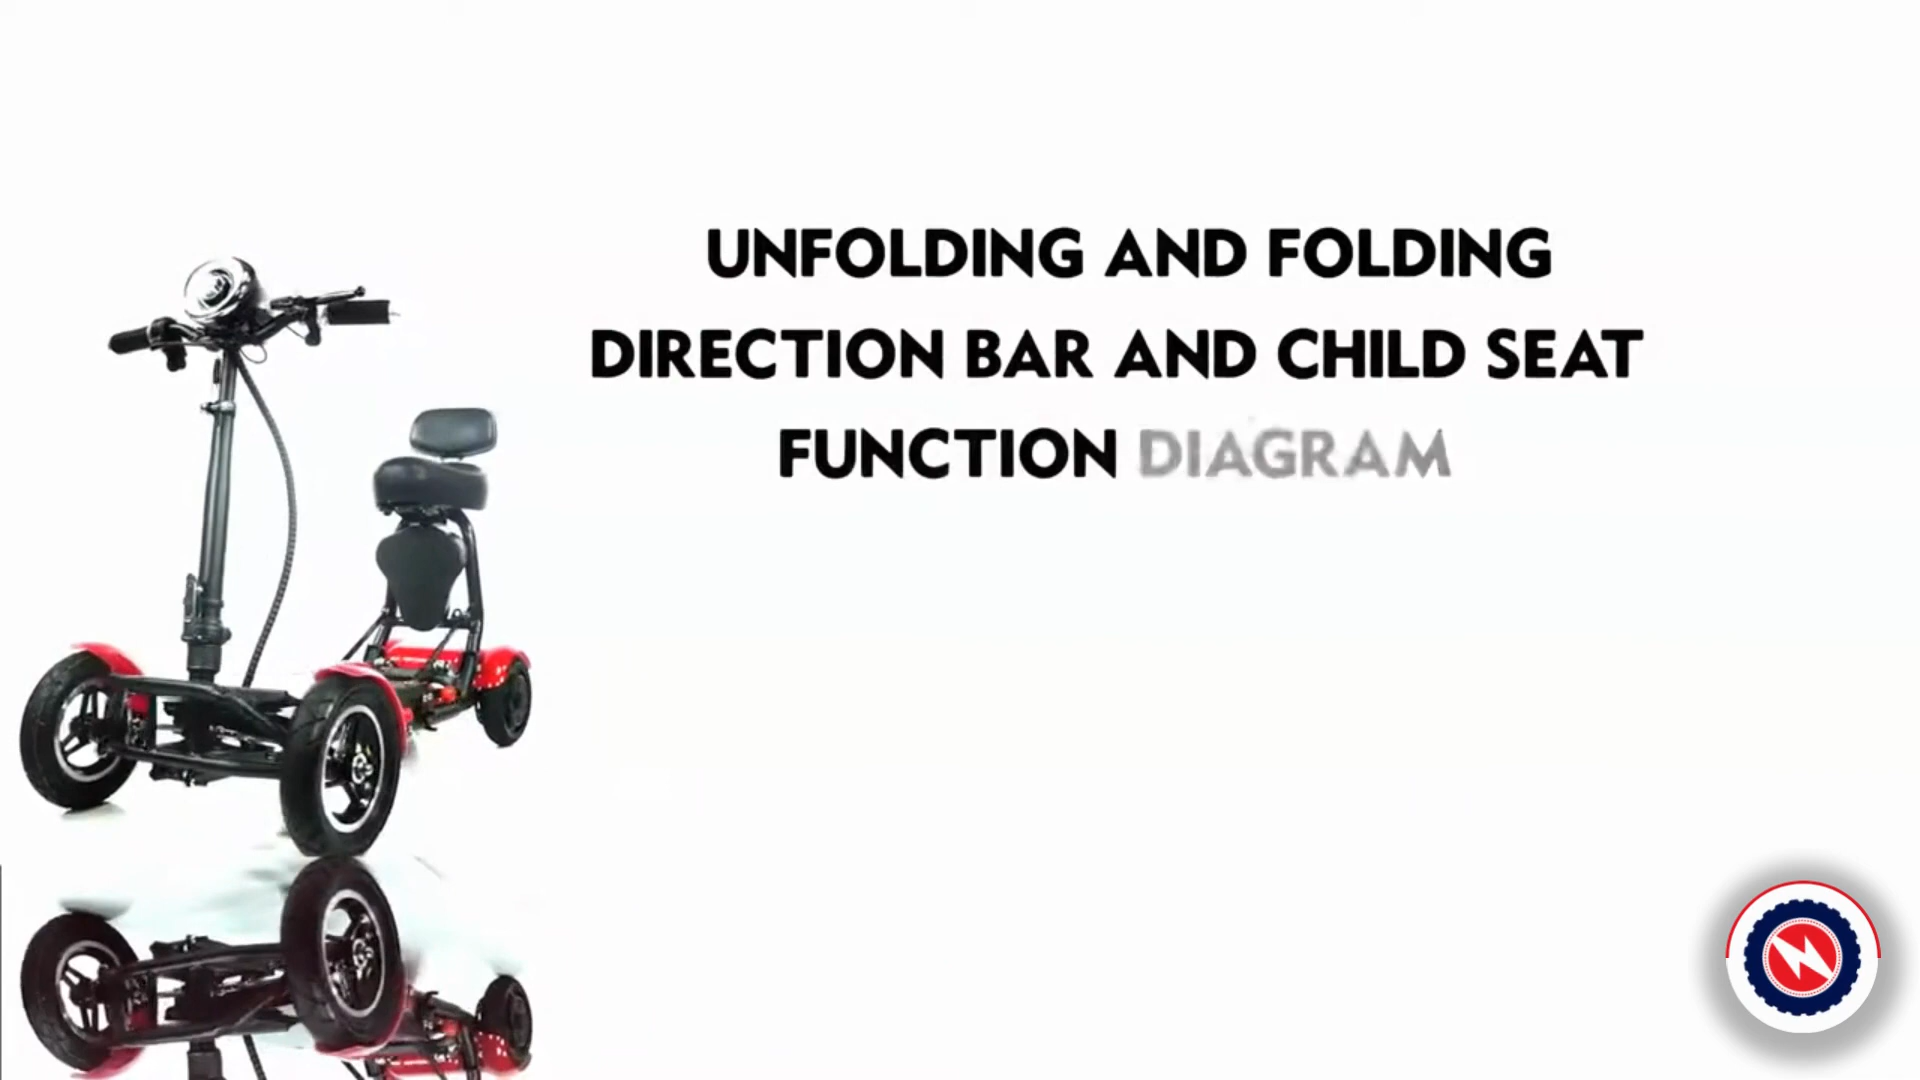 UNFOLDING AND FOLDING
DIRECTION BAR AND CHILD SEAT
FUNCTION DIAGRAM